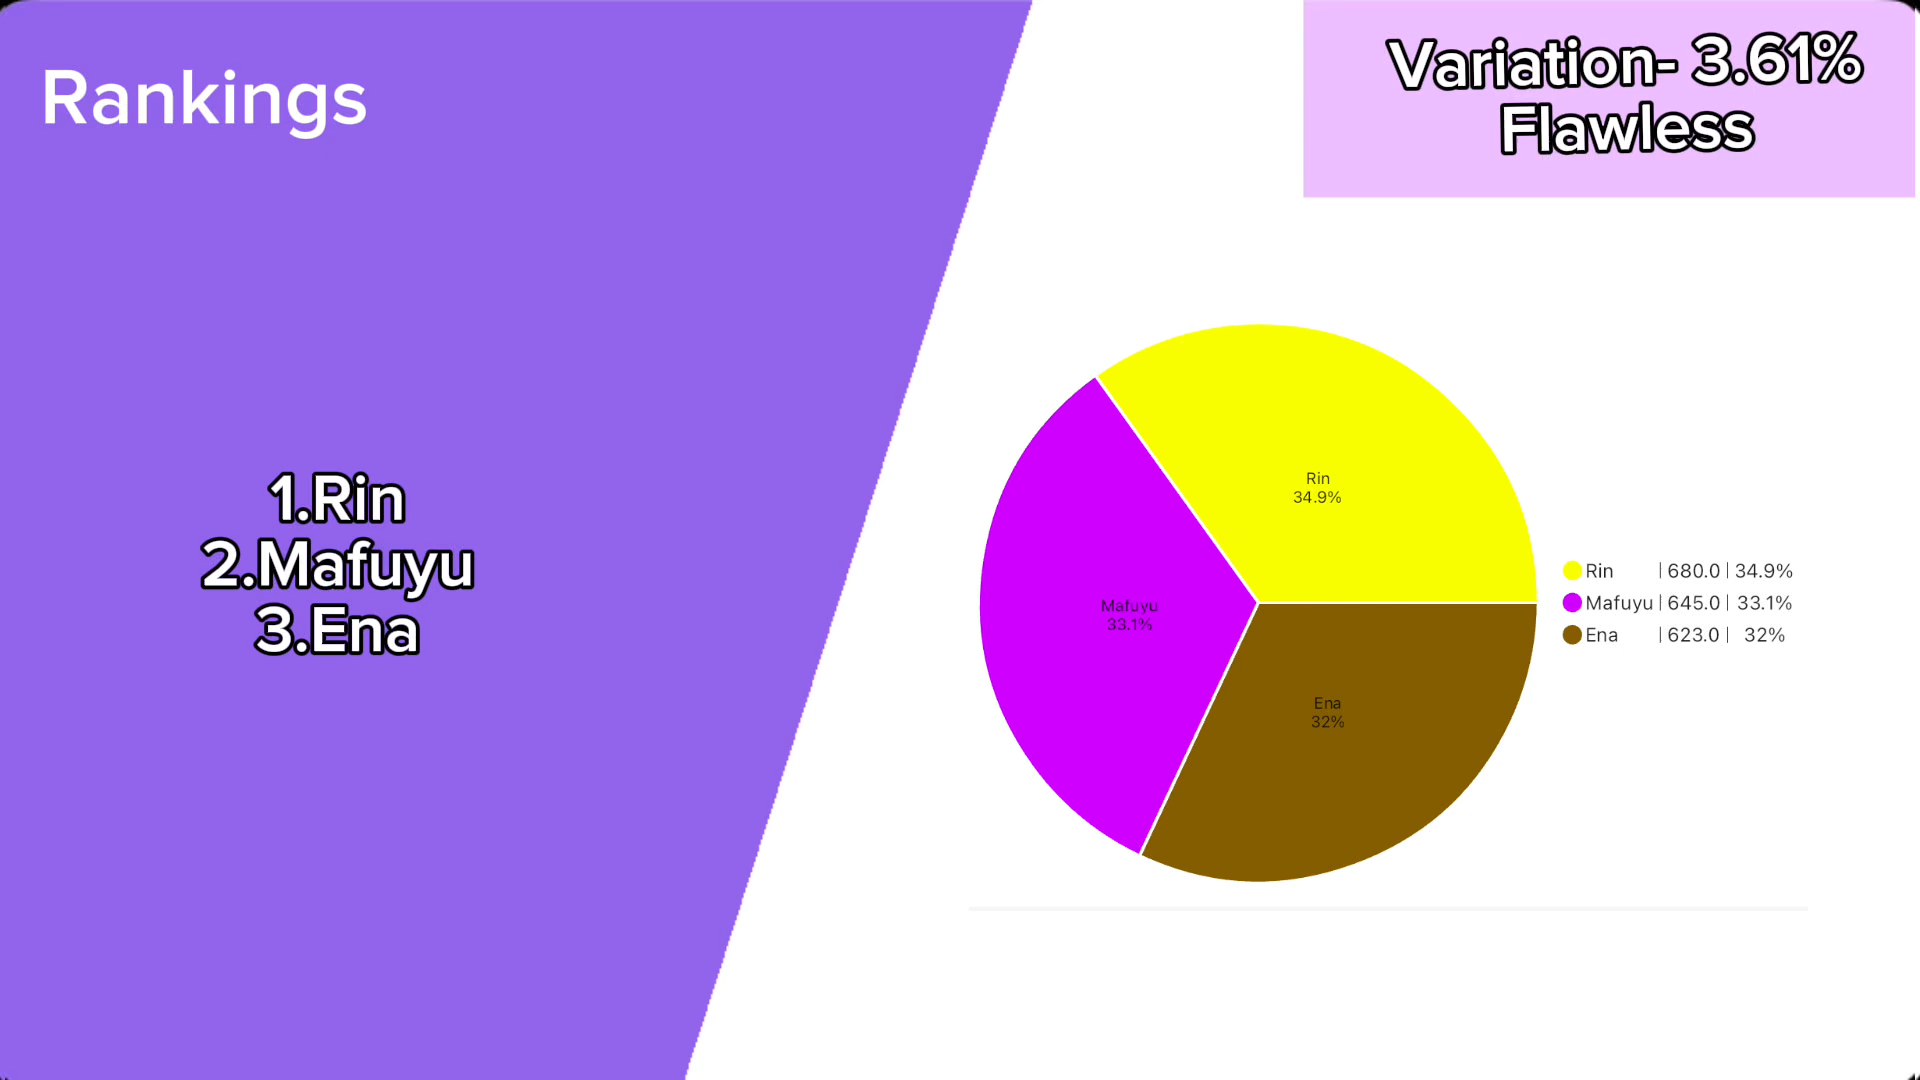 Rankings
Variation- 3.61%
Flawless
1.Rin
2.Mafuyu
3.Ena
Rin
34.9%
Mafuyu
33.1%
Ena
32%
Rin | 680.0 | 34.9%
Mafuyu | 645.0 | 33.1%
Ena | 623.0 | 32%